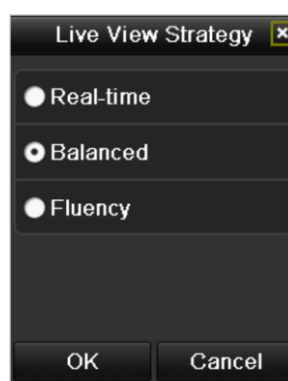 Live View Strategy
Real-time
Balanced
Fluency
OK
Cancel